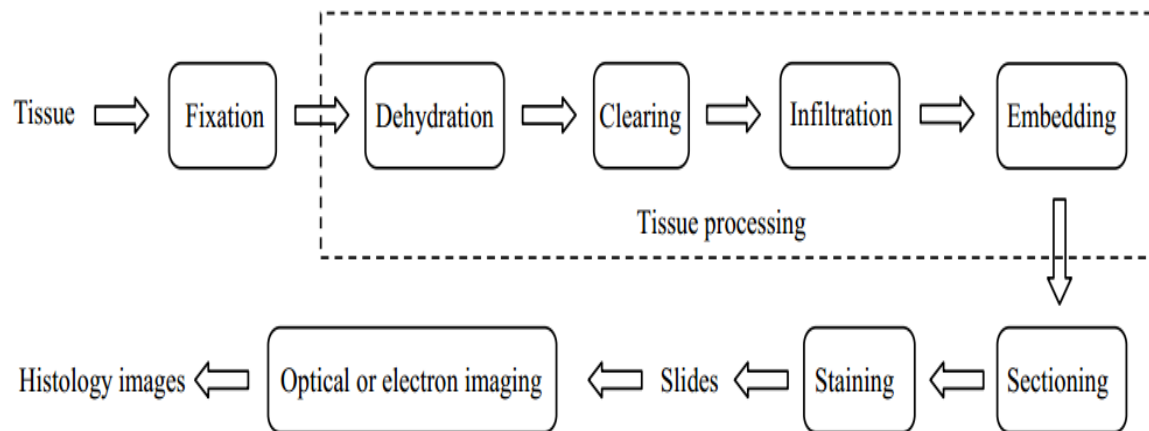 Tissue
Fixation
Dehydration
Clearing
Infiltration
Embedding
Tissue processing
Histology images
Optical or electron imaging
Slides
Staining
Sectioning